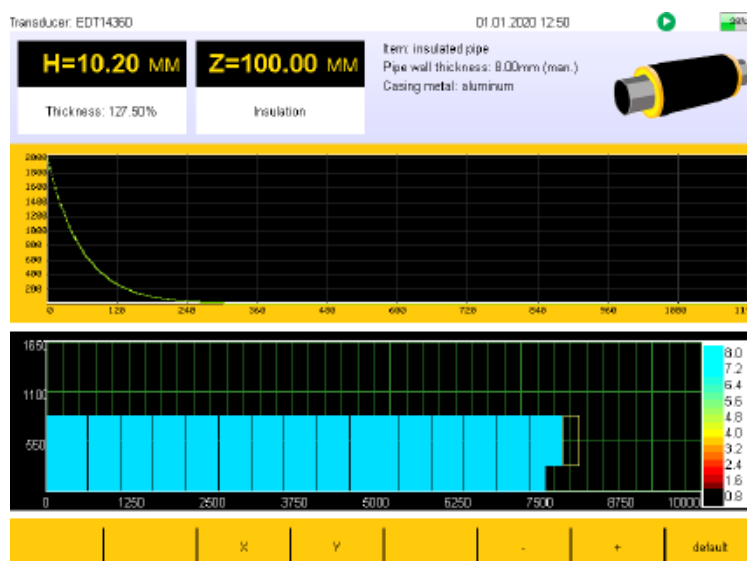 Transducer: EDT14360 01.01.2020 12:50
H=10.20 MM Z=100.00 MM
Thickness: 127.50% Insulation
Item: insulated pipe
Pipe wall thickness: 8.00mm (man.)
Casing metal: aluminum
2000
1800
1600
1400
1200
1000
800
600
400
200
0 120 240 360 480 600 720 840 960 1080
1650
1100
550
0 1250 2500 3750 5000 6250 7500 8750 10000
8.0
7.2
6.4
5.6
4.8
4.0
3.2
2.4
1.6
0.8
X Y - + default